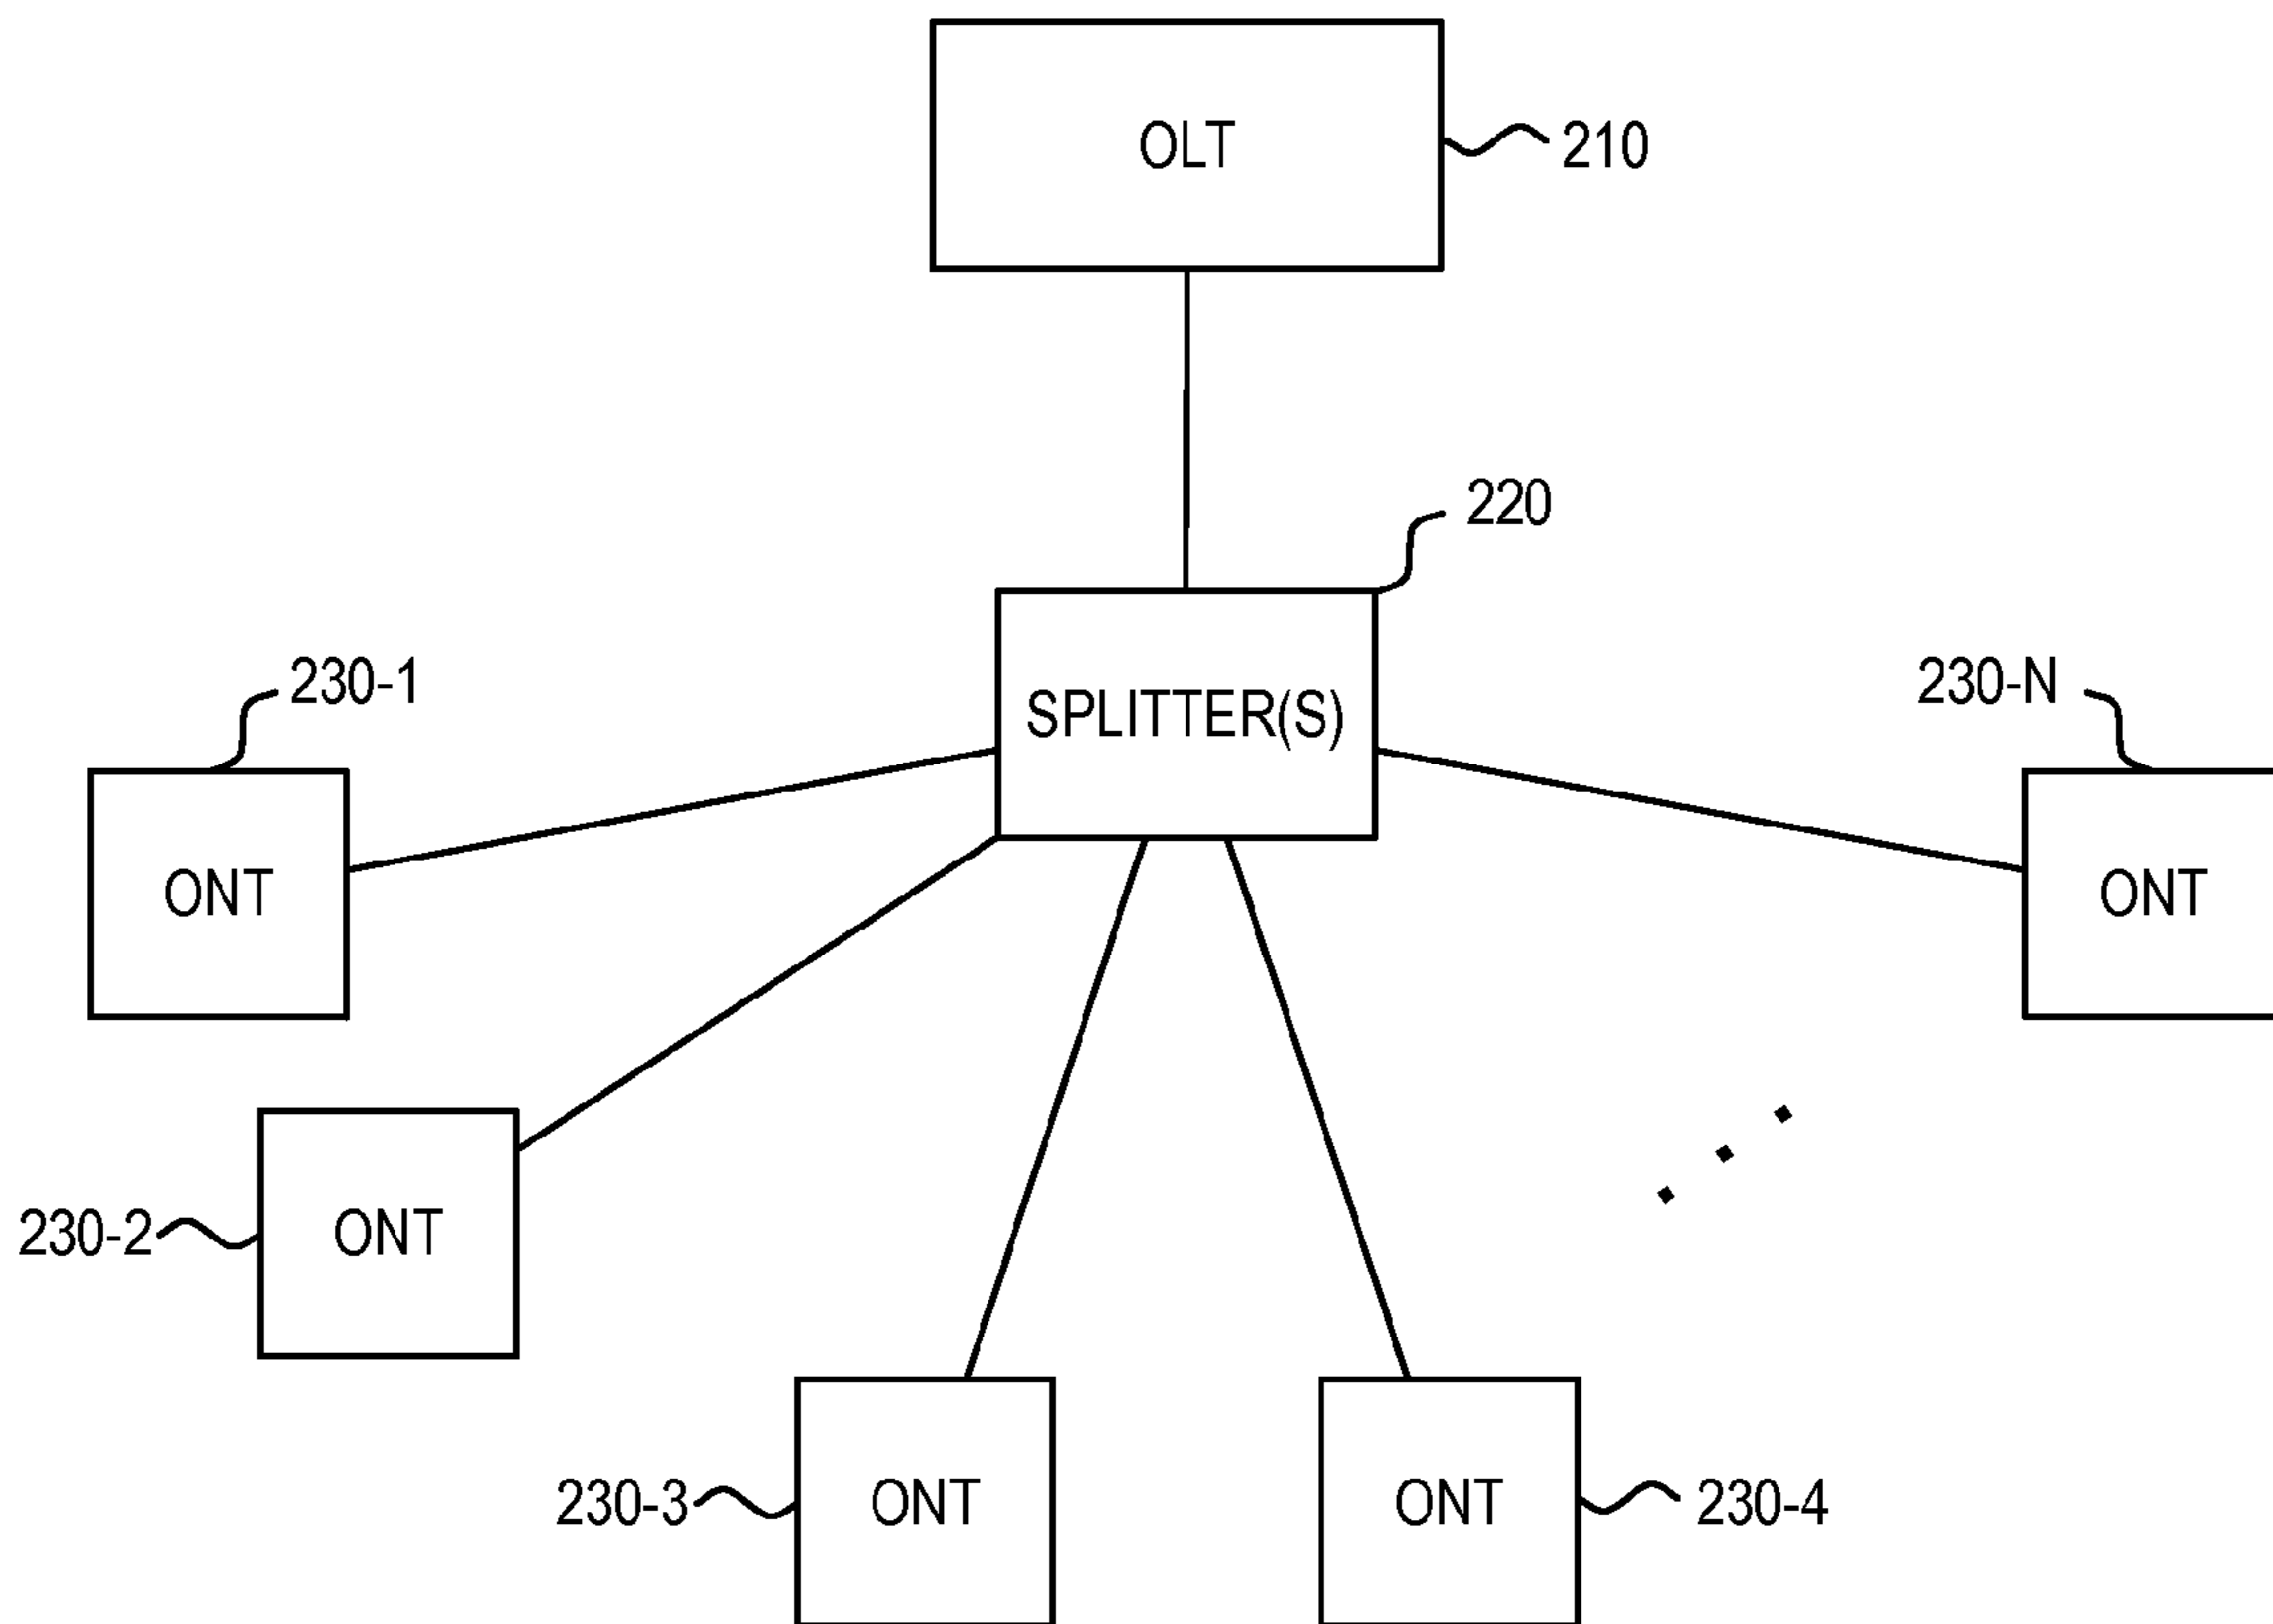 OLT
210
220
SPLITTER(S)
230-1
230-N
ONT
ONT
230-2
ONT
230-3
ONT
ONT
230-4